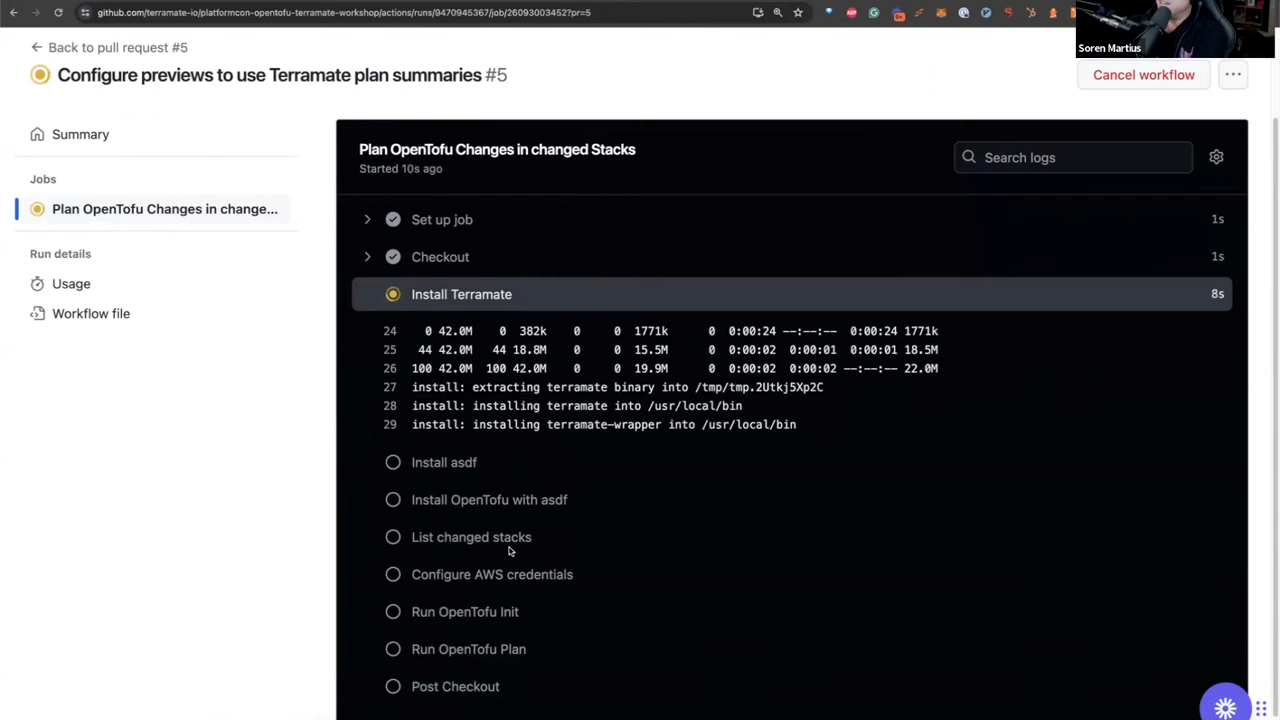 github.com/terramate-io/platformcon-opentofu-terramate-workshop/actions/runs/9470945367/job/26093003452?pr=5
Soren Martius
Back to pull request #5
Configure previews to use Terramate plan summaries #5
Cancel workflow
Summary
Jobs
Plan OpenTofu Changes in change...
Run details
Usage
Workflow file
Plan OpenTofu Changes in changed Stacks
Started 10s ago
Search logs
Set up job 1s
Checkout 1s
Install Terramate 8s
24 0 42.0M 0 382k 0 0 1771k 0 0:00:24 --:--:-- 0:00:24 1771k
25 44 42.0M 44 18.8M 0 0 15.5M 0 0:00:02 0:00:01 0:00:01 18.5M
26 100 42.0M 100 42.0M 0 0 19.9M 0 0:00:02 0:00:02 --:--:-- 22.0M
27 install: extracting terramate binary into /tmp/tmp.2Utkj5Xp2C
28 install: installing terramate into /usr/local/bin
29 install: installing terramate-wrapper into /usr/local/bin
Install asdf
Install OpenTofu with asdf
List changed stacks
Configure AWS credentials
Run OpenTofu Init
Run OpenTofu Plan
Post Checkout